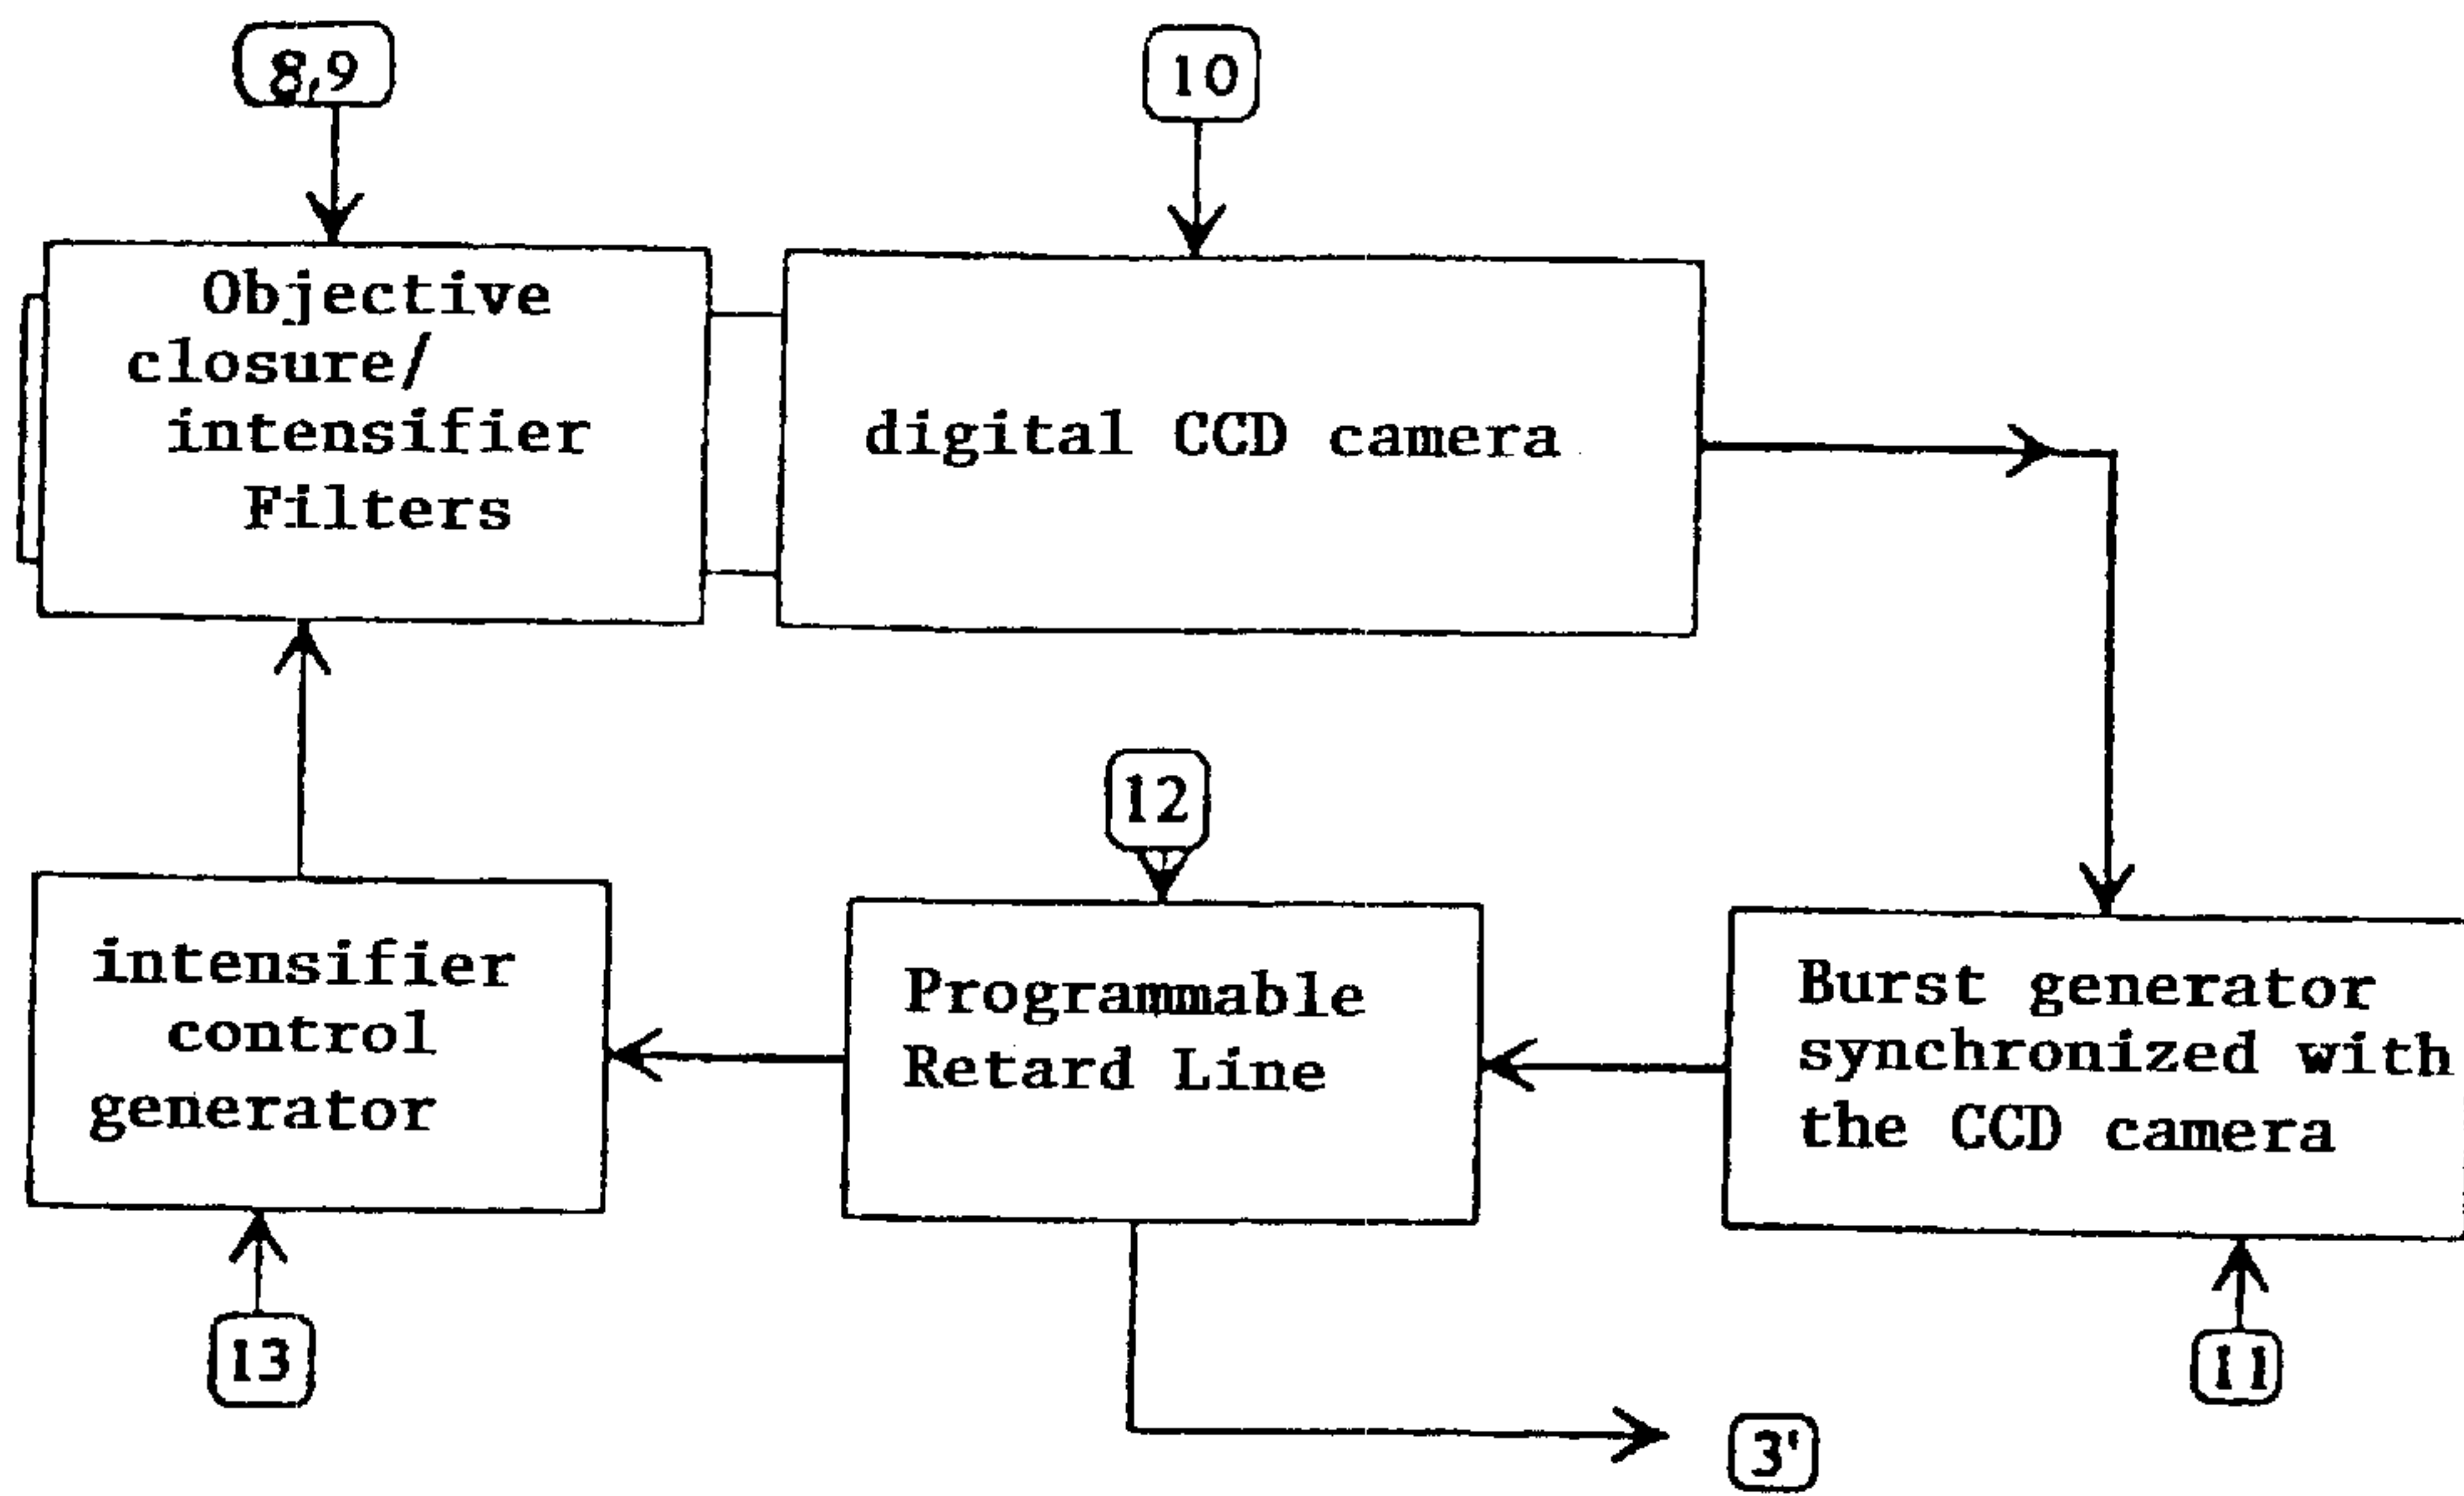 8,9
10
Objective
closure/
intensifier
Filters
digital CCD camera
12
intensifier
control
generator
Programmable
Retard Line
Burst generator
synchronized with
the CCD camera
13
11
3'